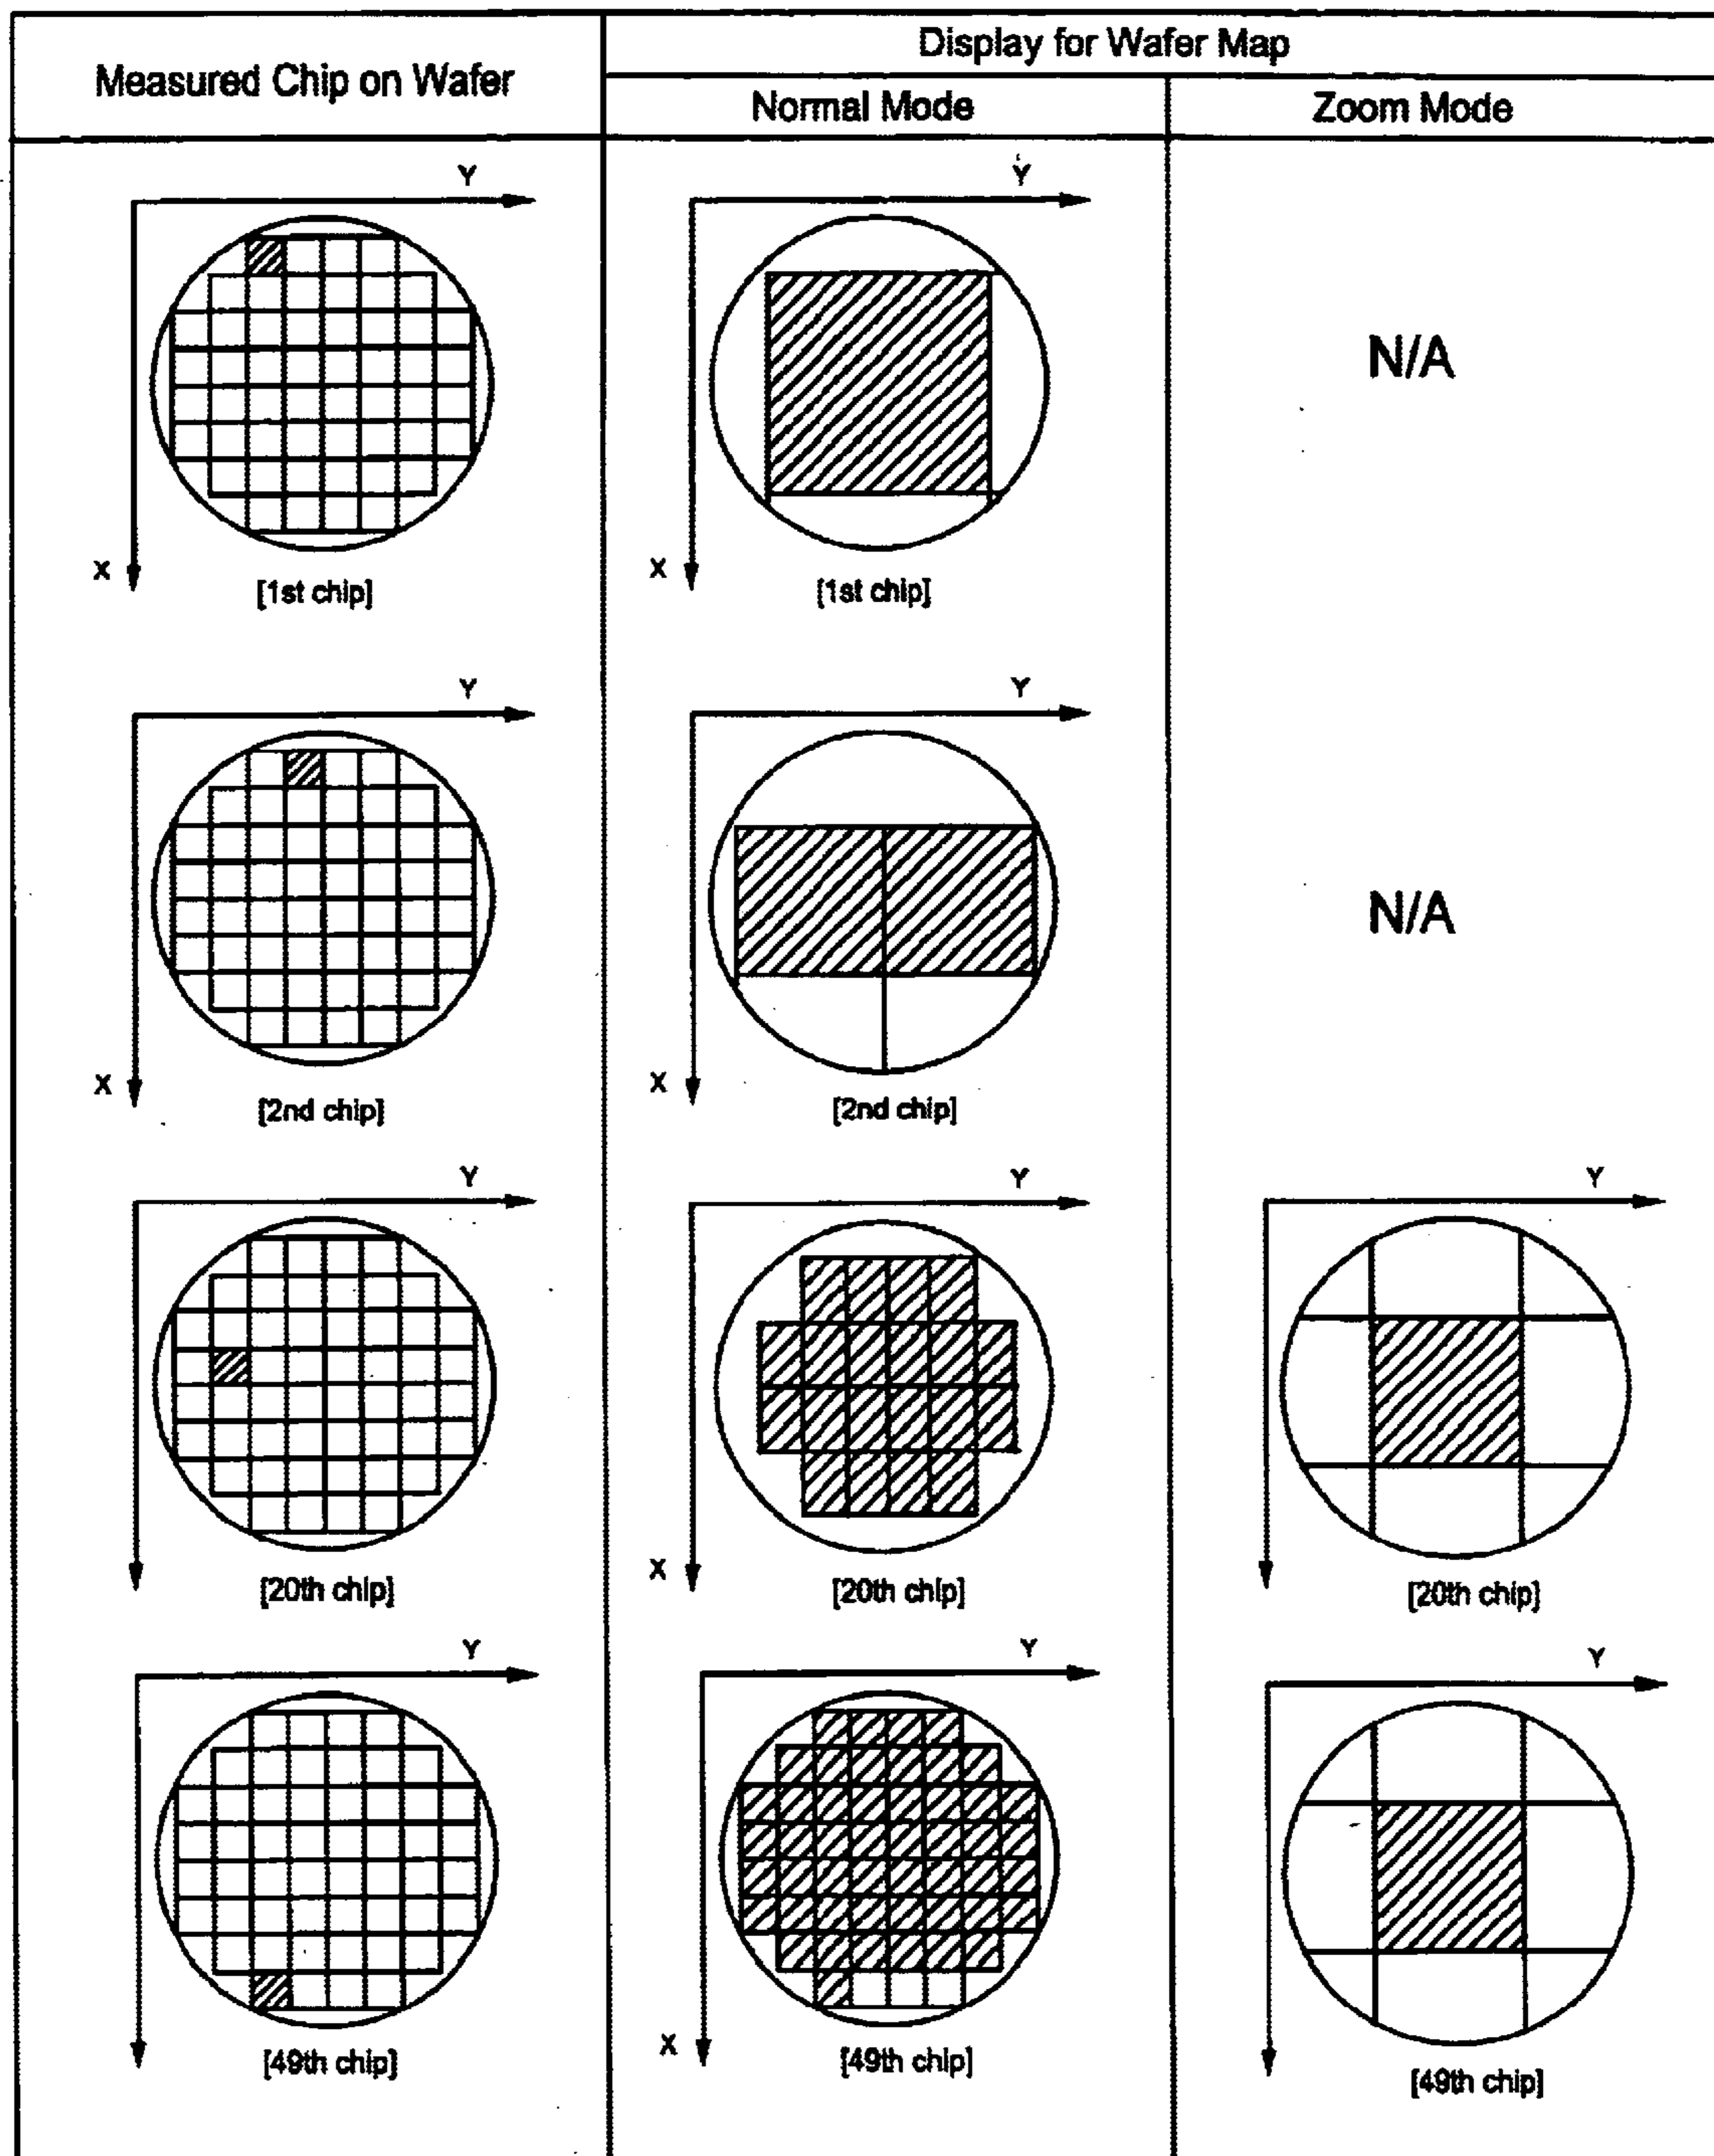 Measured Chip on Wafer
Display for Wafer Map
Normal Mode
Zoom Mode
Y
Y
N/A
X
X
[1st chip]
[1st chip]
Y
Y
N/A
X
X
[2nd chip]
[2nd chip]
Y
Y
Y
X
[20th chip]
[20th chip]
[20th chip]
Y
Y
Y
X
[49th chip]
[49th chip]
[49th chip]